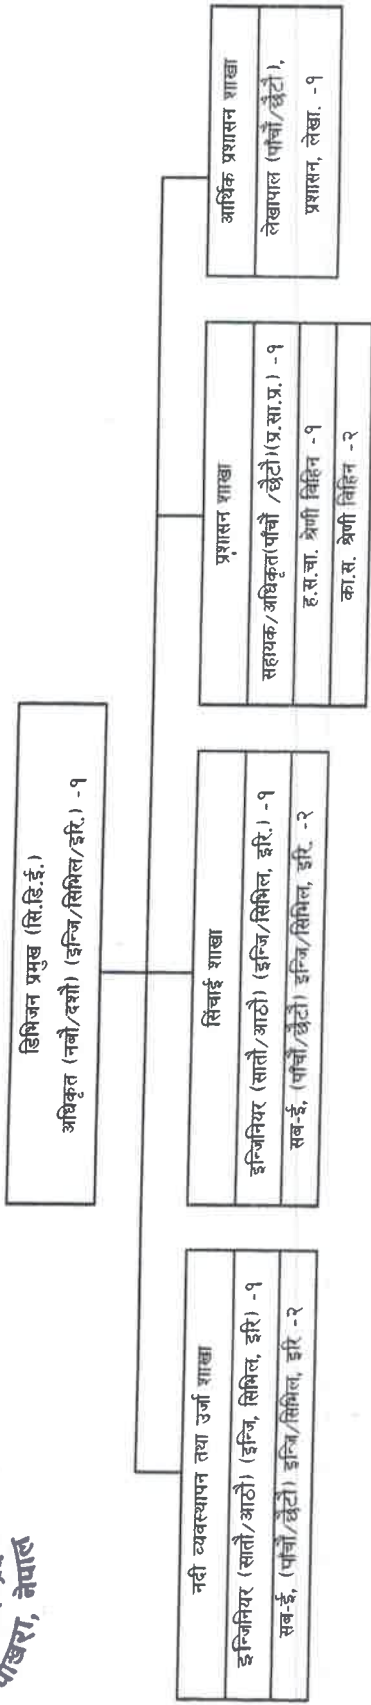 डिभिजन प्रमुख (सि.डि.ई.)
अधिकृत (नवौं/दशौं) (इन्जि/सिभिल/इरि.) -१
नदी व्यवस्थापन तथा उर्जा शाखा
इन्जिनियर (सातौं/आठौं) (इन्जि, सिभिल, इरि) -१
सब-ई, (पाँचौं/छैटौं) इन्जि/सिभिल, इरि -२
सिंचाई शाखा
इन्जिनियर (सातौं/आठौं) (इन्जि/सिभिल, इरि.) -१
सब-ई, (पाँचौं/छैटौं) इन्जि/सिभिल, इरि. -२
प्रशासन शाखा
सहायक/अधिकृत(पाँचौं /छैटौं)(प्र.सा.प्र.) -१
ह.स.चा. श्रेणी विहिन -१
का.स. श्रेणी विहिन -२
आर्थिक प्रशासन शाखा
लेखापाल (पाँचौं/छैटौं),
प्रशासन, लेखा. -१
पोखरा, नेपाल